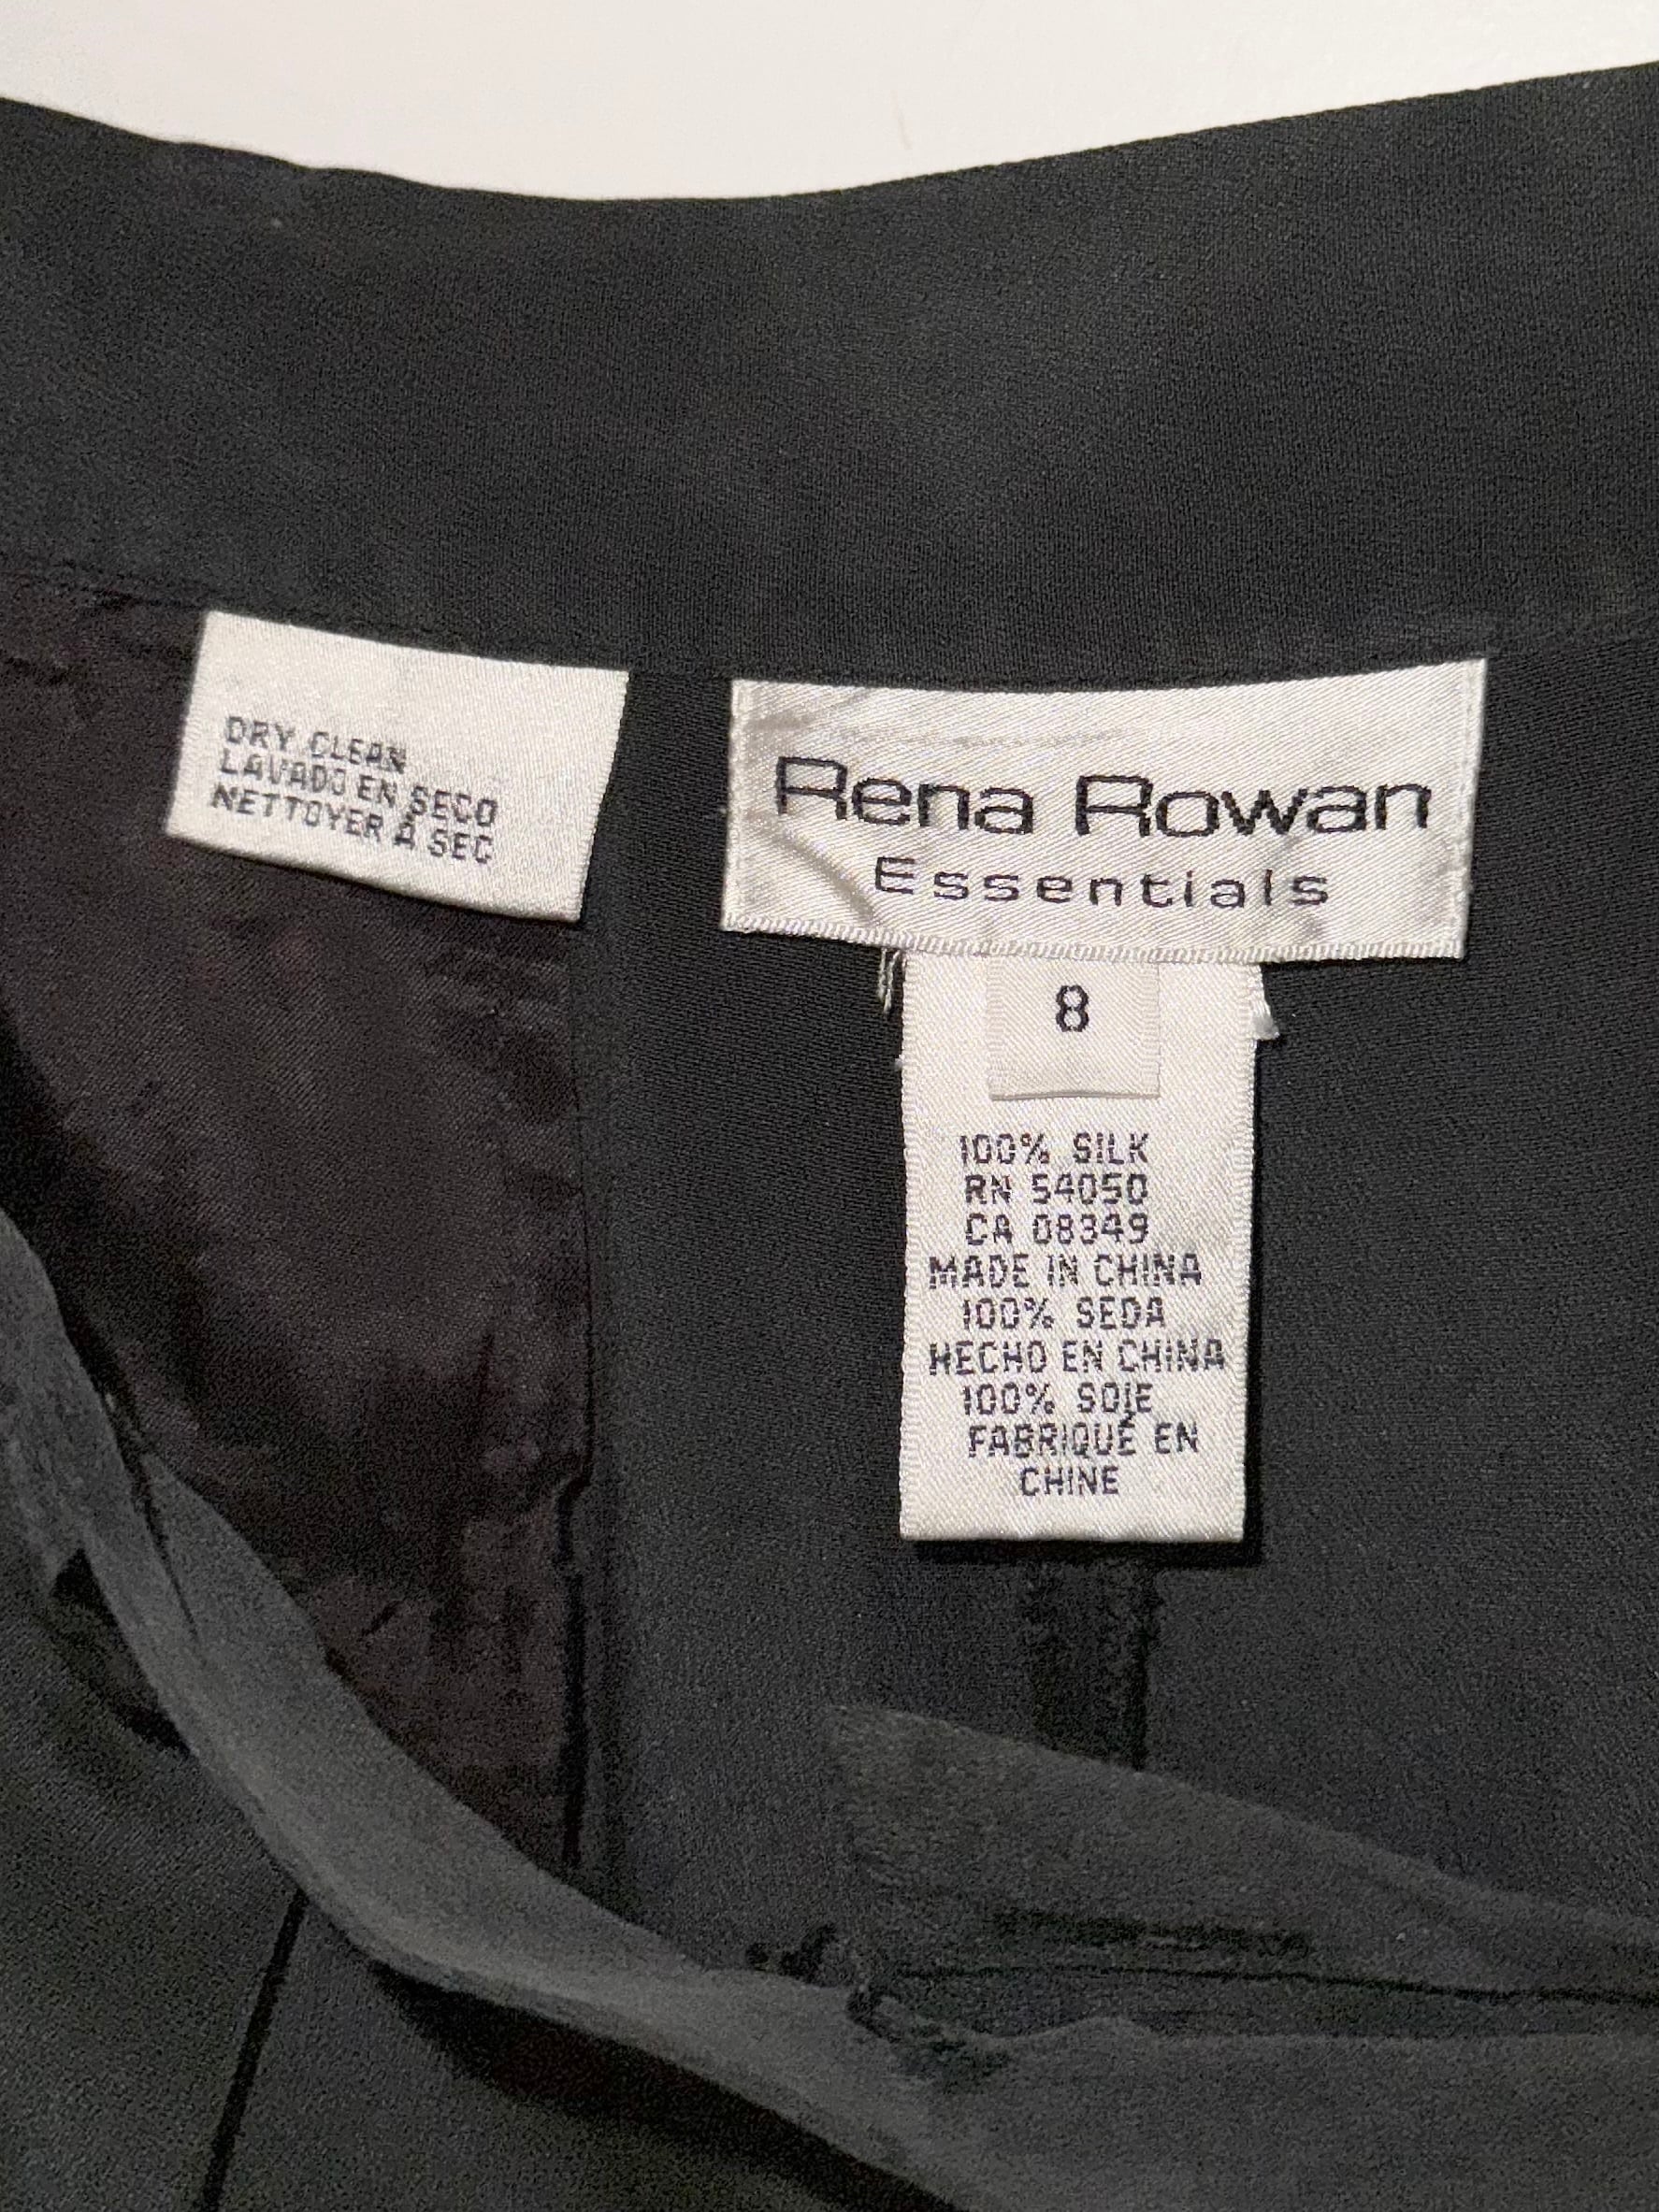 DRY CLEAN
LAVADO EN SECO
NETTOYER À SEC
Rena Rowan
Essentials
8
100% SILK
RN 54050
CA 08349
MADE IN CHINA
100% SEDA
HECHO EN CHINA
100% SOIE
FABRIQUÉ EN
CHINE